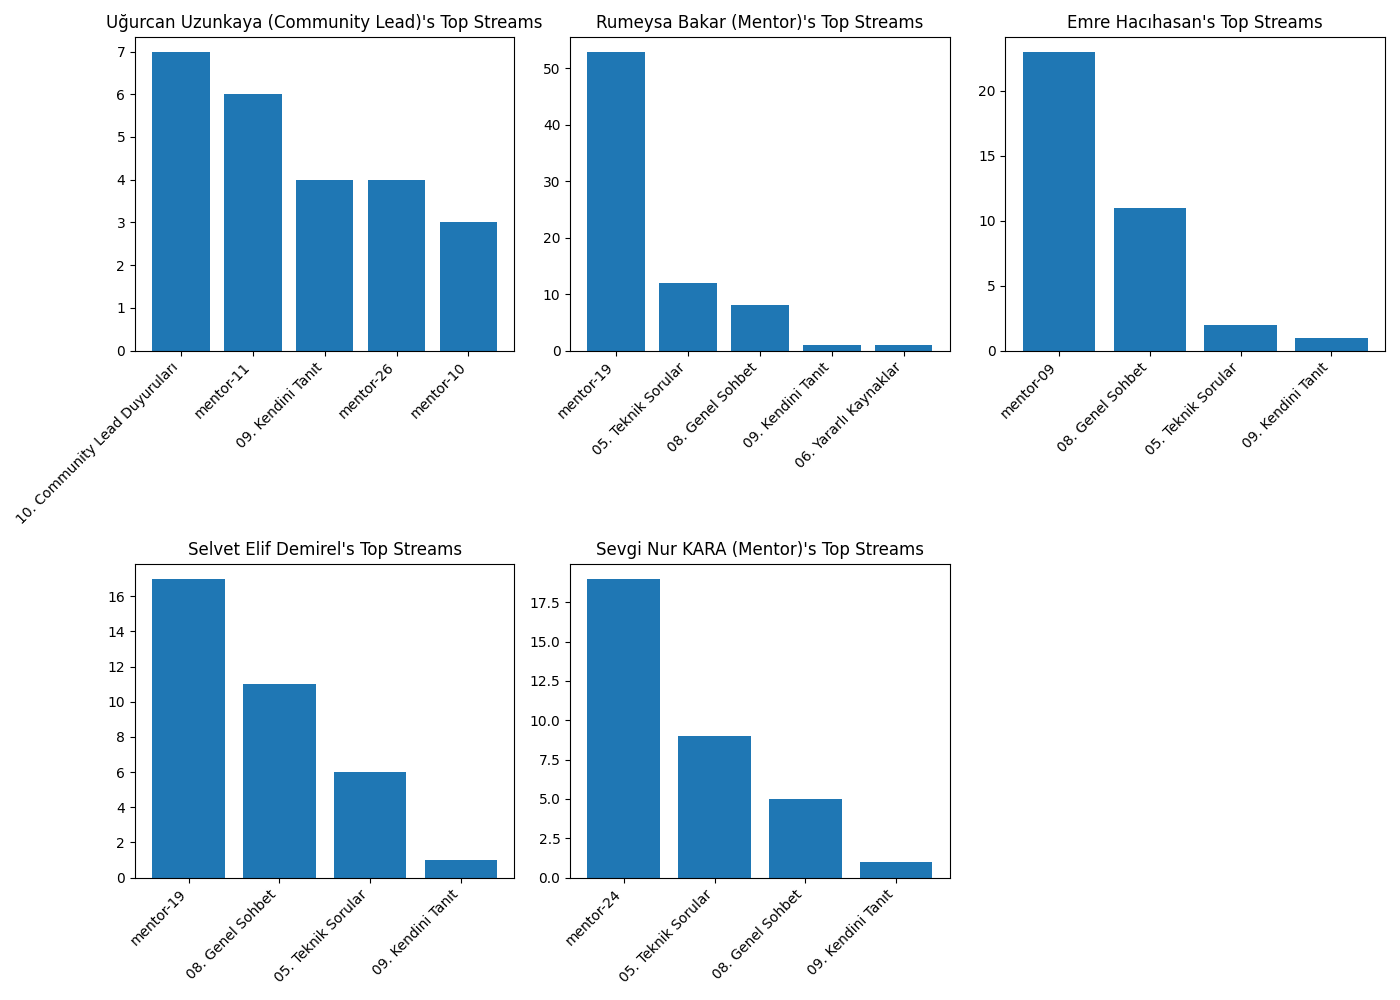 Uğurcan Uzunkaya (Community Lead)'s Top Streams
7
6
5
4
3
2
1
0
10. Community Lead Duyuruları
mentor-11
09. Kendini Tanıt
mentor-26
mentor-10
Rumeysa Bakar (Mentor)'s Top Streams
50
40
30
20
10
0
mentor-19
05. Teknik Sorular
08. Genel Sohbet
09. Kendini Tanıt
06. Yararlı Kaynaklar
Emre Hacıhasan's Top Streams
20
15
10
5
0
mentor-09
08. Genel Sohbet
05. Teknik Sorular
09. Kendini Tanıt
Selvet Elif Demirel's Top Streams
16
14
12
10
8
6
4
2
0
mentor-19
08. Genel Sohbet
05. Teknik Sorular
09. Kendini Tanıt
Sevgi Nur KARA (Mentor)'s Top Streams
17.5
15.0
12.5
10.0
7.5
5.0
2.5
0.0
mentor-24
05. Teknik Sorular
08. Genel Sohbet
09. Kendini Tanıt